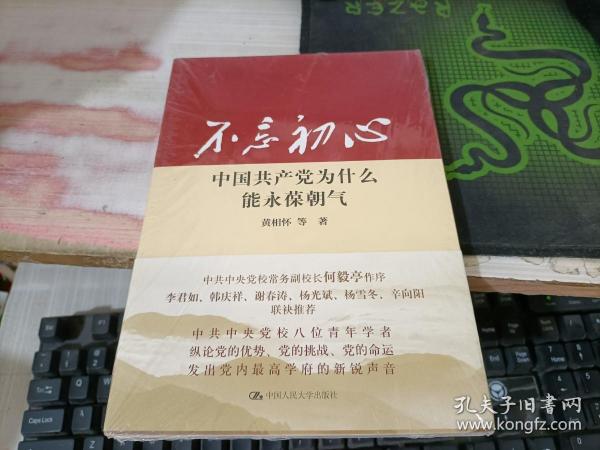 不忘初心
中国共产党为什么
能永葆朝气
黄相怀 等 著
中共中央党校常务副校长何毅亭作序
李君如、韩庆祥、谢春涛、杨光斌、杨雪冬、辛向阳
联袂推荐
中共中央党校八位青年学者
纵论党的优势、党的挑战、党的命运
发出党内最高学府的新锐声音
中国人民大学出版社
RAZER
Caps Lock
Shift
孔夫子旧书网
kongfz.com